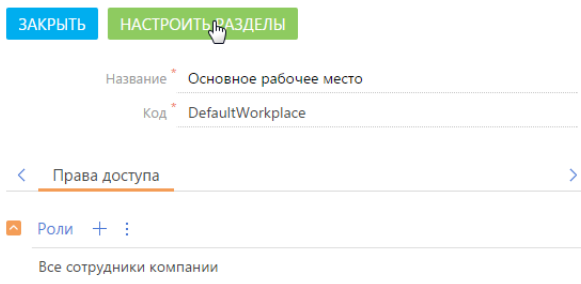 ЗАКРЫТЬ НАСТРОИТЬ РАЗДЕЛЫ
Название * Основное рабочее место
Код * DefaultWorkplace
Права доступа
Роли
Все сотрудники компании